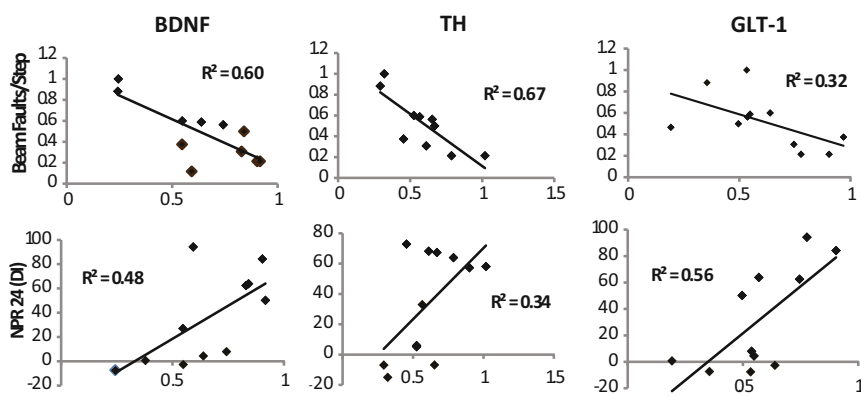 BDNF TH GLT-1
Beam Faults/Step
1.2 1 0.8 0.6 0.4 0.2 0
R² = 0.60
0 0.5 1
1.2 1 0.8 0.6 0.4 0.2 0
R² = 0.67
0 0.5 1 1.5
1.2 1 0.8 0.6 0.4 0.2 0
R² = 0.32
0 0.5 1
NPR 24 (DI)
100 80 60 40 20 0 -20
R² = 0.48
0.5 1
80 60 40 20 0 -20
R² = 0.34
0.5 1 1.5
100 80 60 40 20 0 -20
R² = 0.56
0.5 1